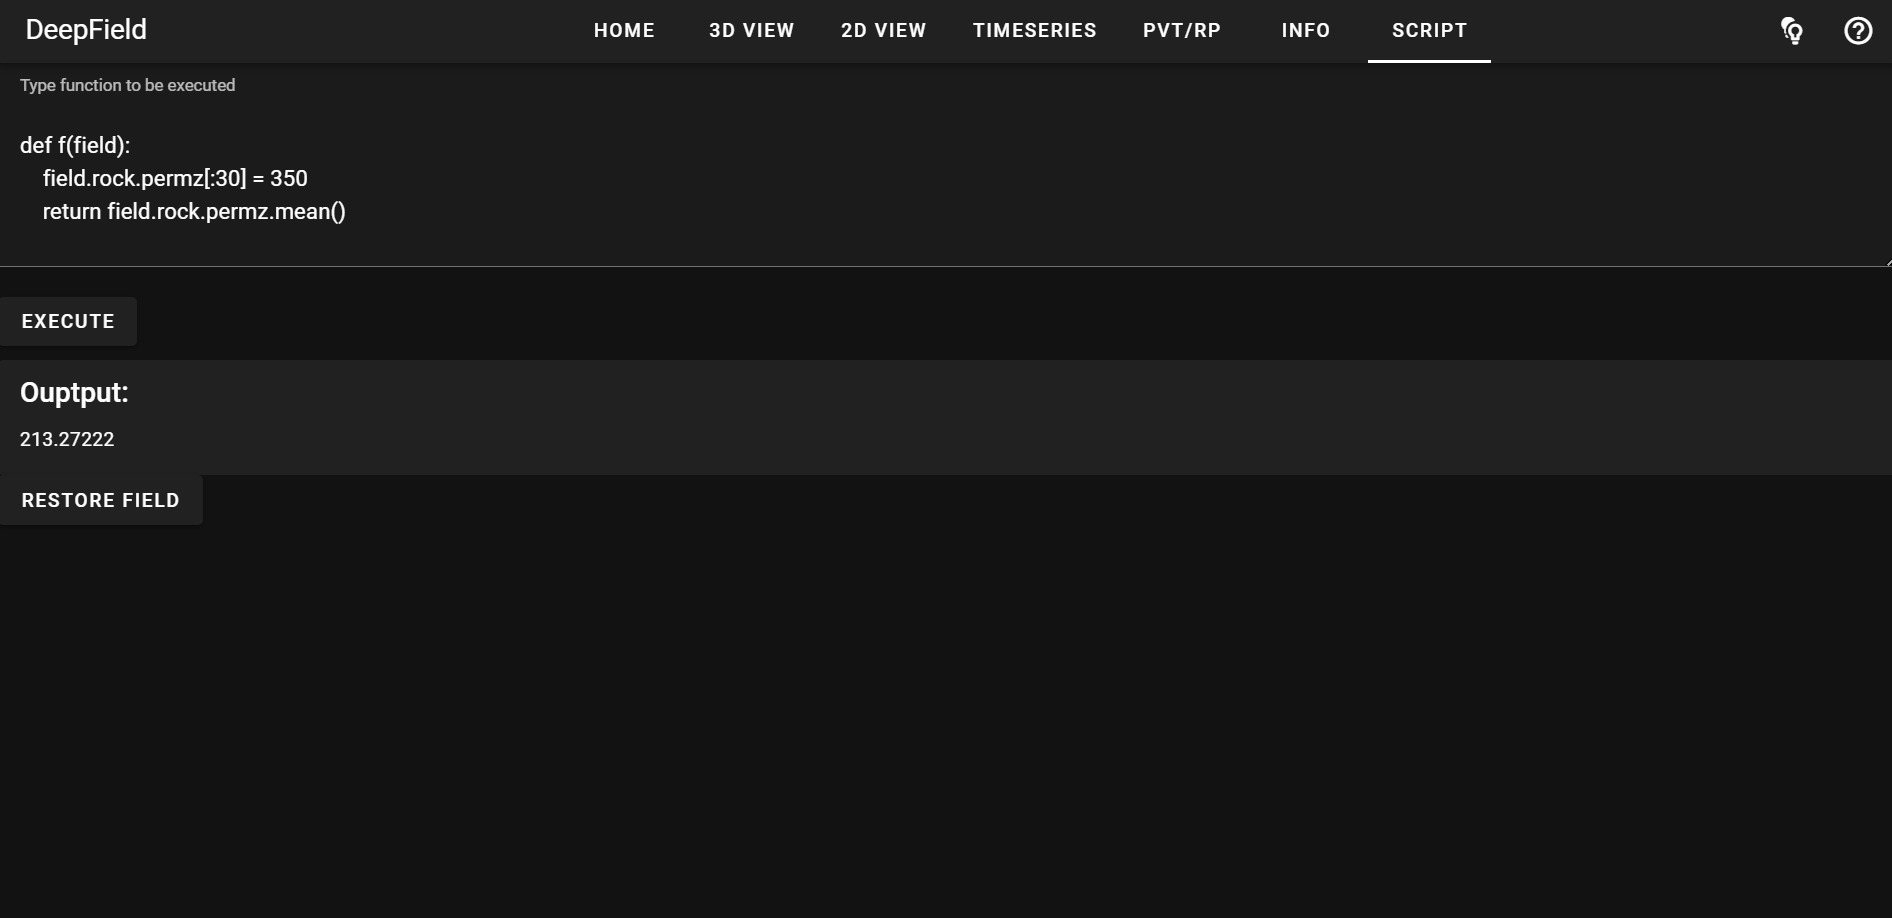 DeepField
HOME 3D VIEW 2D VIEW TIMESERIES PVT/RP INFO SCRIPT
Type function to be executed
def f(field):
    field.rock.permz[:30] = 350
    return field.rock.permz.mean()
EXECUTE
Ouptput:
213.27222
RESTORE FIELD